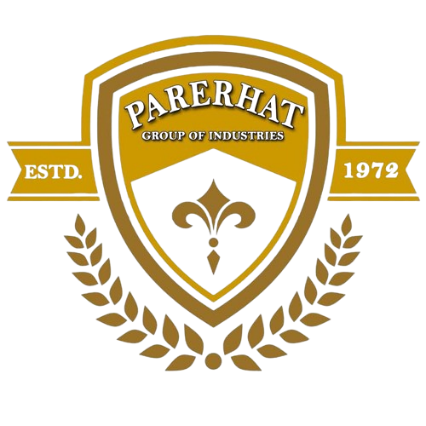 PARERHAT
GROUP OF INDUSTRIES
ESTD.
1972